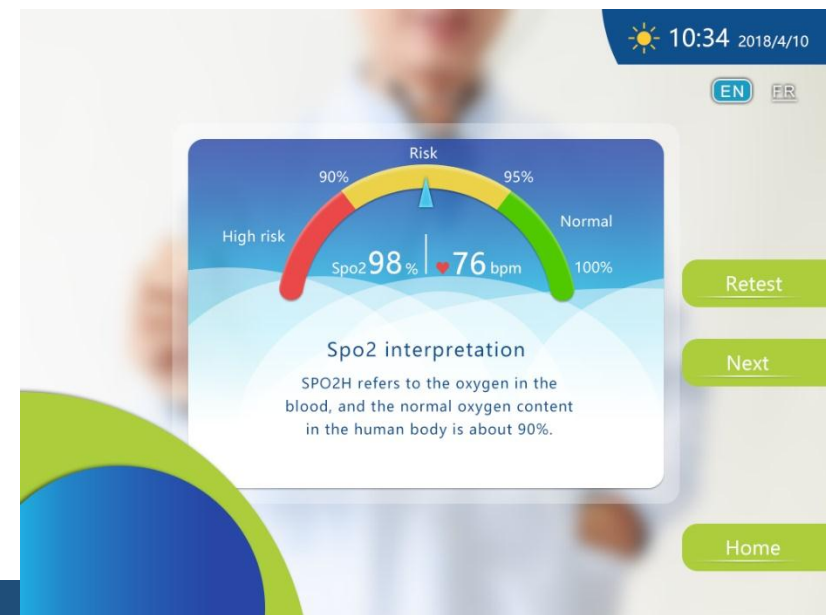 10:34 2018/4/10
EN FR
Risk
90% 95%
High risk Normal
Spo2 98 % 76 bpm 100%
Retest
Spo2 interpretation
Next
SPO2H refers to the oxygen in the
blood, and the normal oxygen content
in the human body is about 90%.
Home